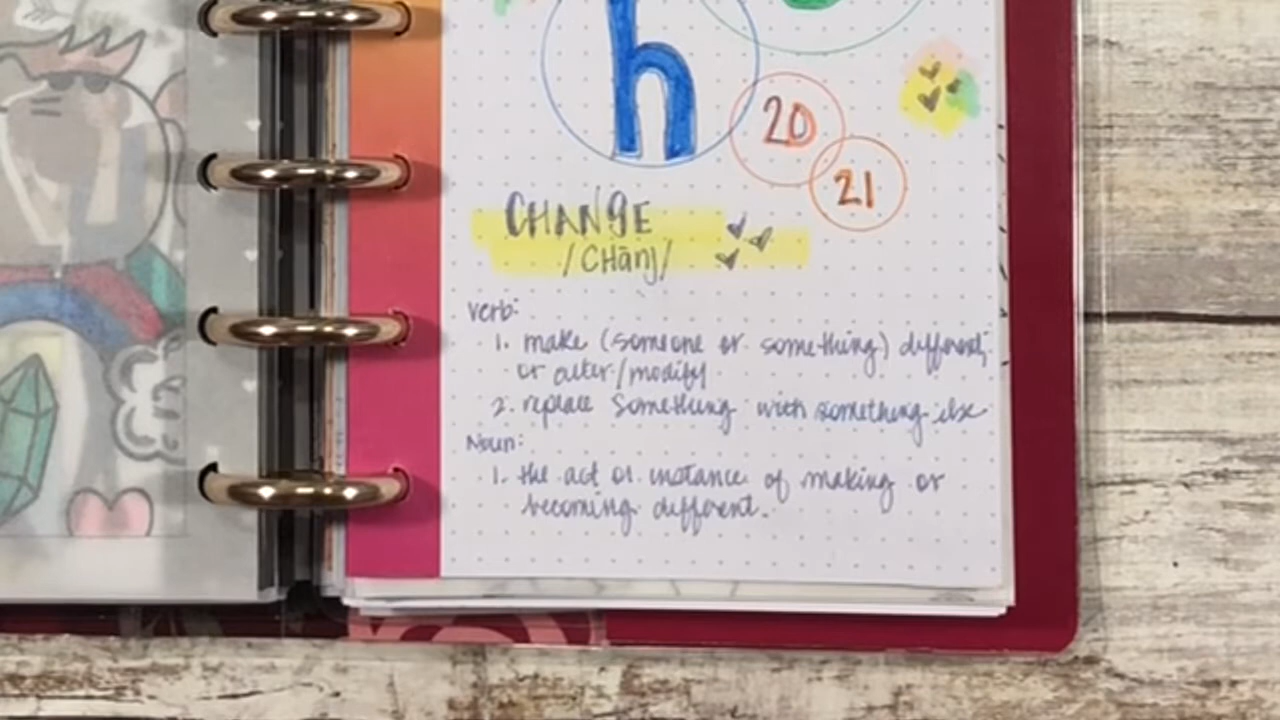 h
20
21
CHANGE
/CHānj/
verb:
1. make (someone or something) different;
or alter/modify
2. replace something with something else
Noun:
1. the act or instance of making or
becoming different.